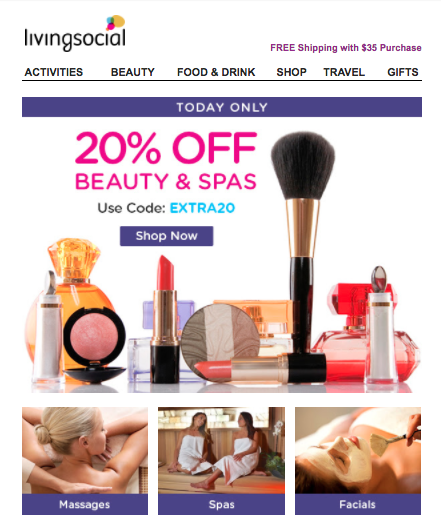 livingsocial
FREE Shipping with $35 Purchase
ACTIVITIES BEAUTY FOOD & DRINK SHOP TRAVEL GIFTS
TODAY ONLY
20% OFF
BEAUTY & SPAS
Use Code: EXTRA20
Shop Now
Massages Spas Facials